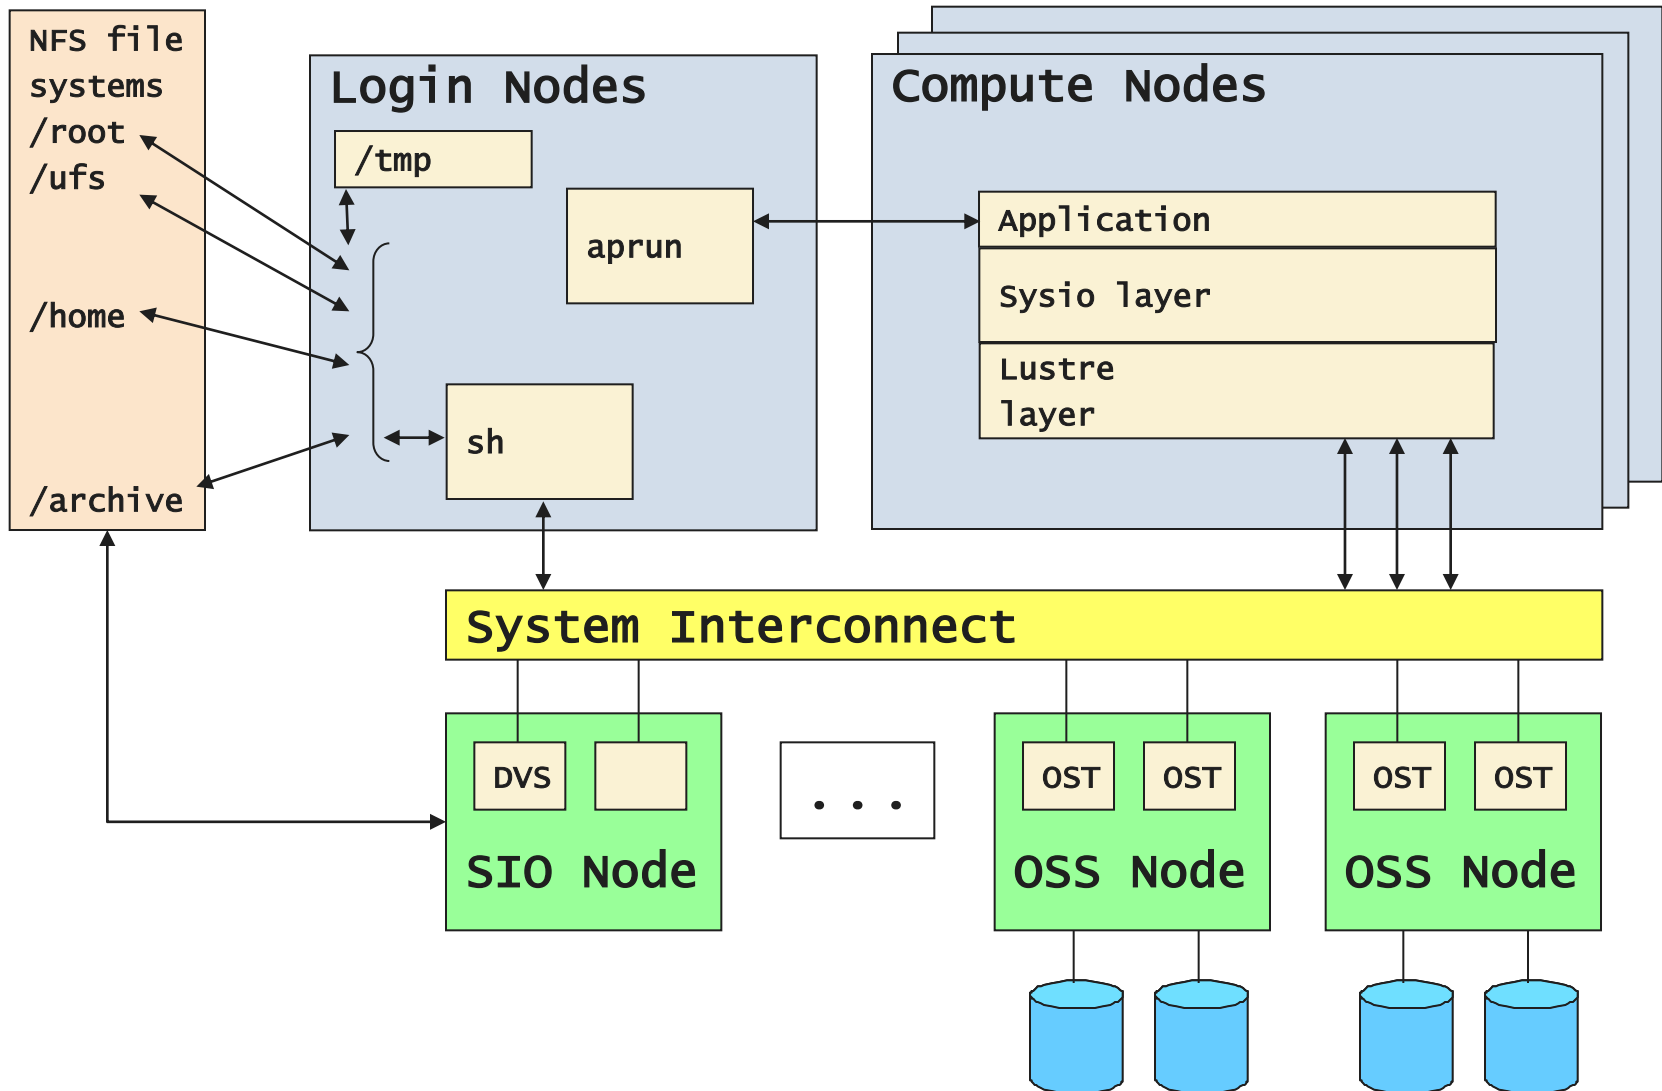 NFS file
systems
/root
/ufs
/home
/archive
Login Nodes
/tmp
aprun
sh
Compute Nodes
Application
Sysio layer
Lustre
layer
System Interconnect
DVS
SIO Node
...
OST OST
OSS Node
OST OST
OSS Node